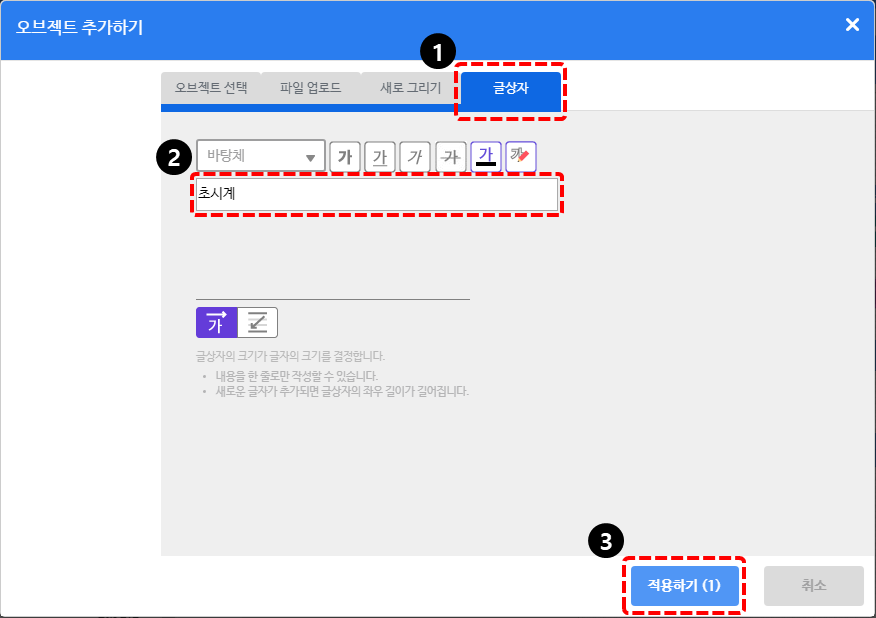 오브젝트 추가하기
1
오브젝트 선택 파일 업로드 새로 그리기 글상자
2 바탕체 가 가 가 가 가 가
초시계
가
글상자의 크기가 글자의 크기를 결정합니다.
• 내용을 한 줄로만 작성할 수 있습니다.
• 새로운 글자가 추가되면 글상자의 좌우 길이가 길어집니다.
3
적용하기 (1) 취소